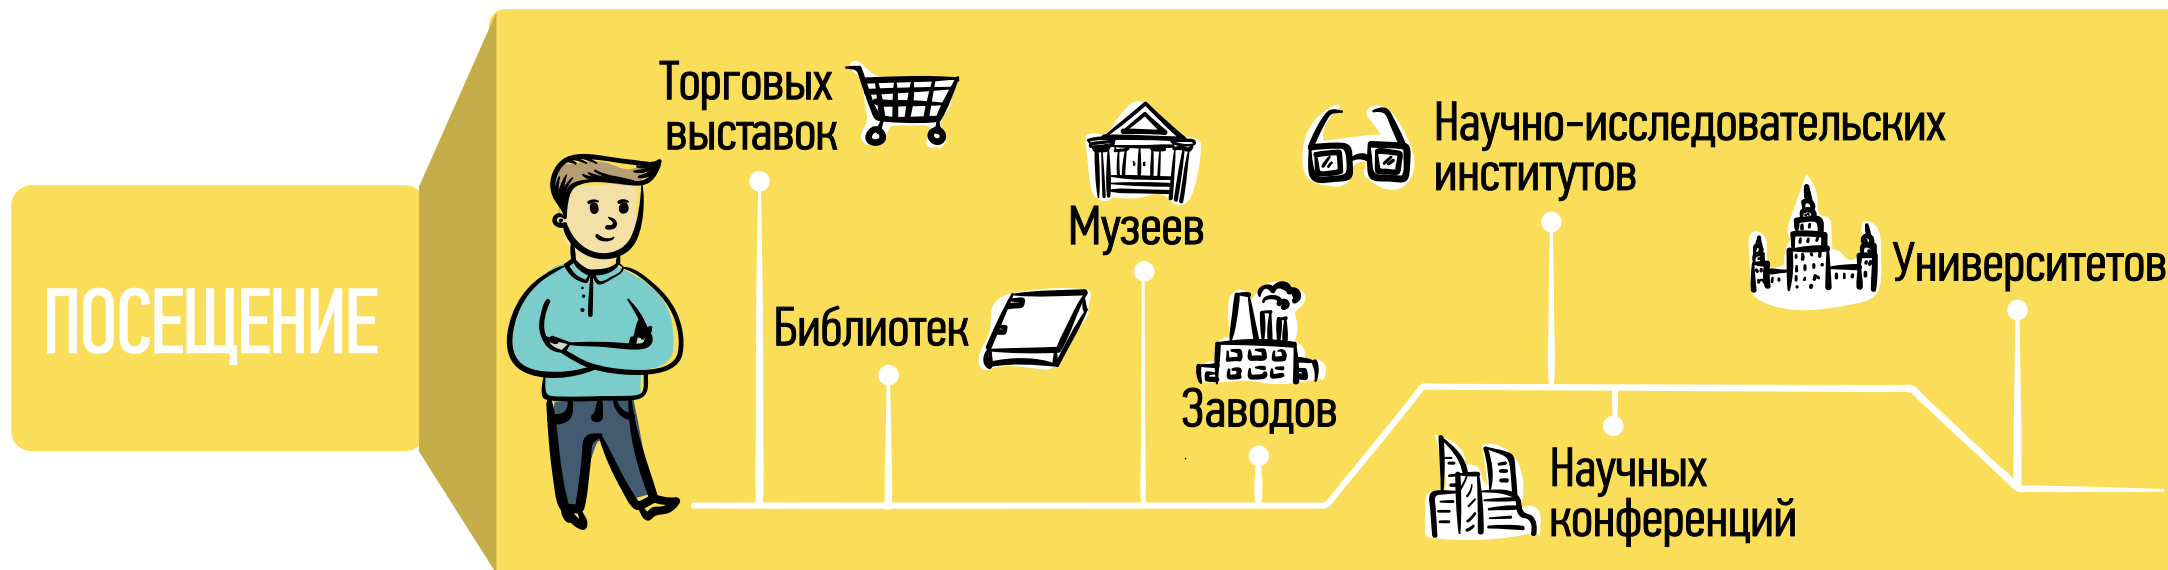 ПОСЕЩЕНИЕ
Торговых
выставок
Библиотек
Музеев
Заводов
Научно-исследовательских
институтов
Научных
конференций
Университетов